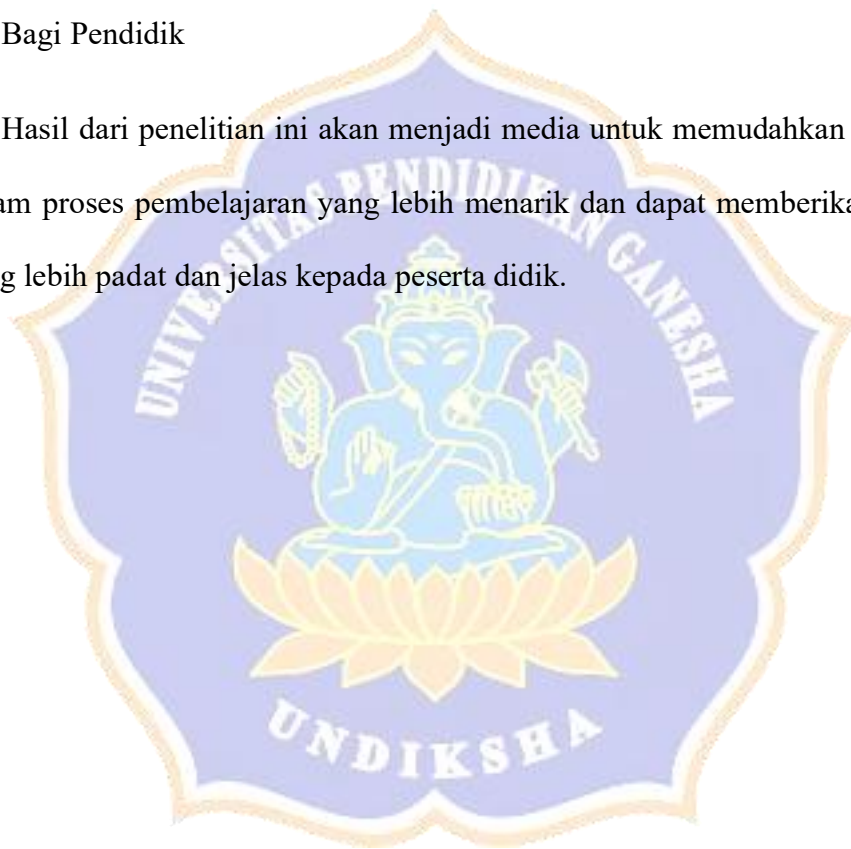 Bagi Pendidik
Hasil dari penelitian ini akan menjadi media untuk memudahkan
am proses pembelajaran yang lebih menarik dan dapat memberika
g lebih padat dan jelas kepada peserta didik.
UNIVERSITAS PENDIDIKAN GANESHA
UNDIKSHA